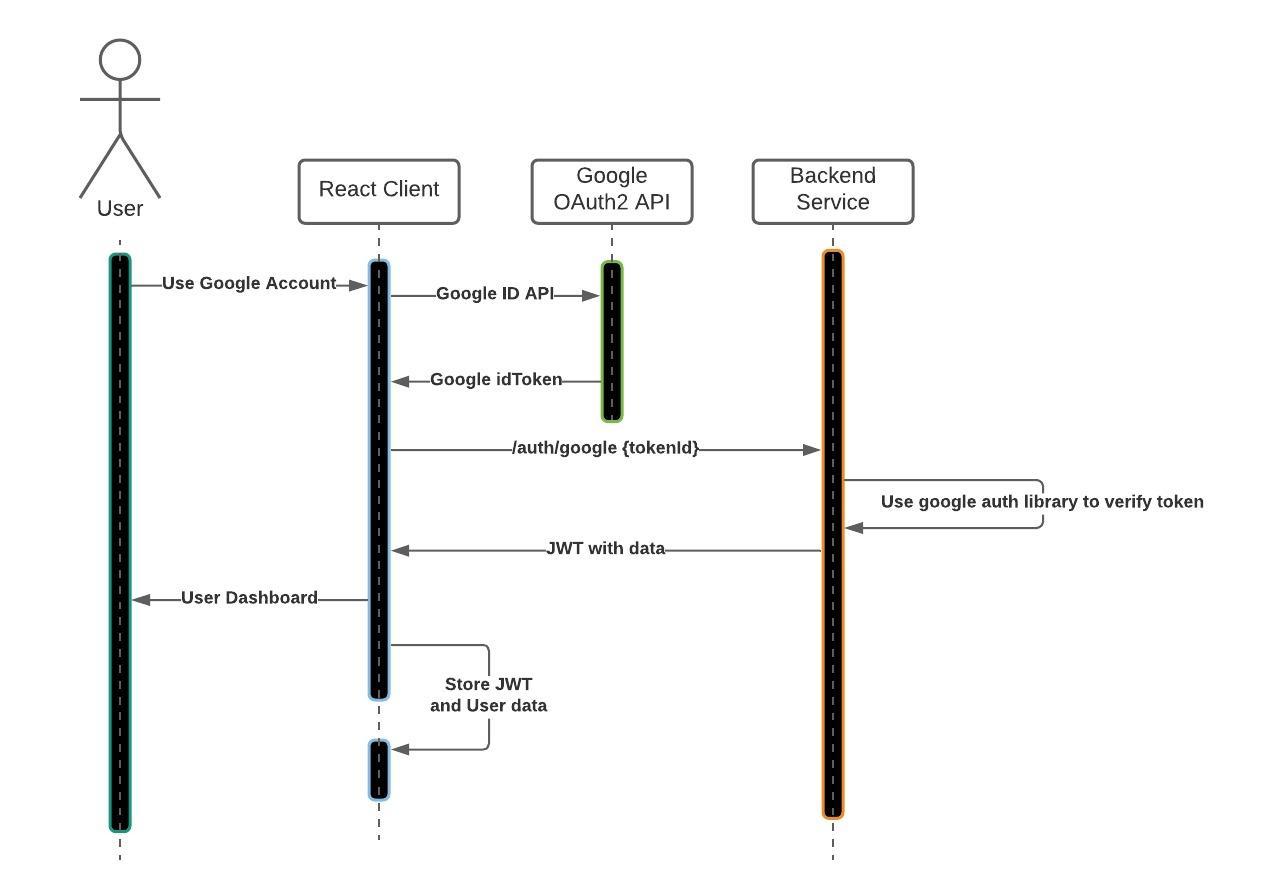 User
React Client
Google
OAuth2 API
Backend
Service
Use Google Account
Google ID API
Google idToken
/auth/google {tokenId}
Use google auth library to verify token
JWT with data
User Dashboard
Store JWT
and User data